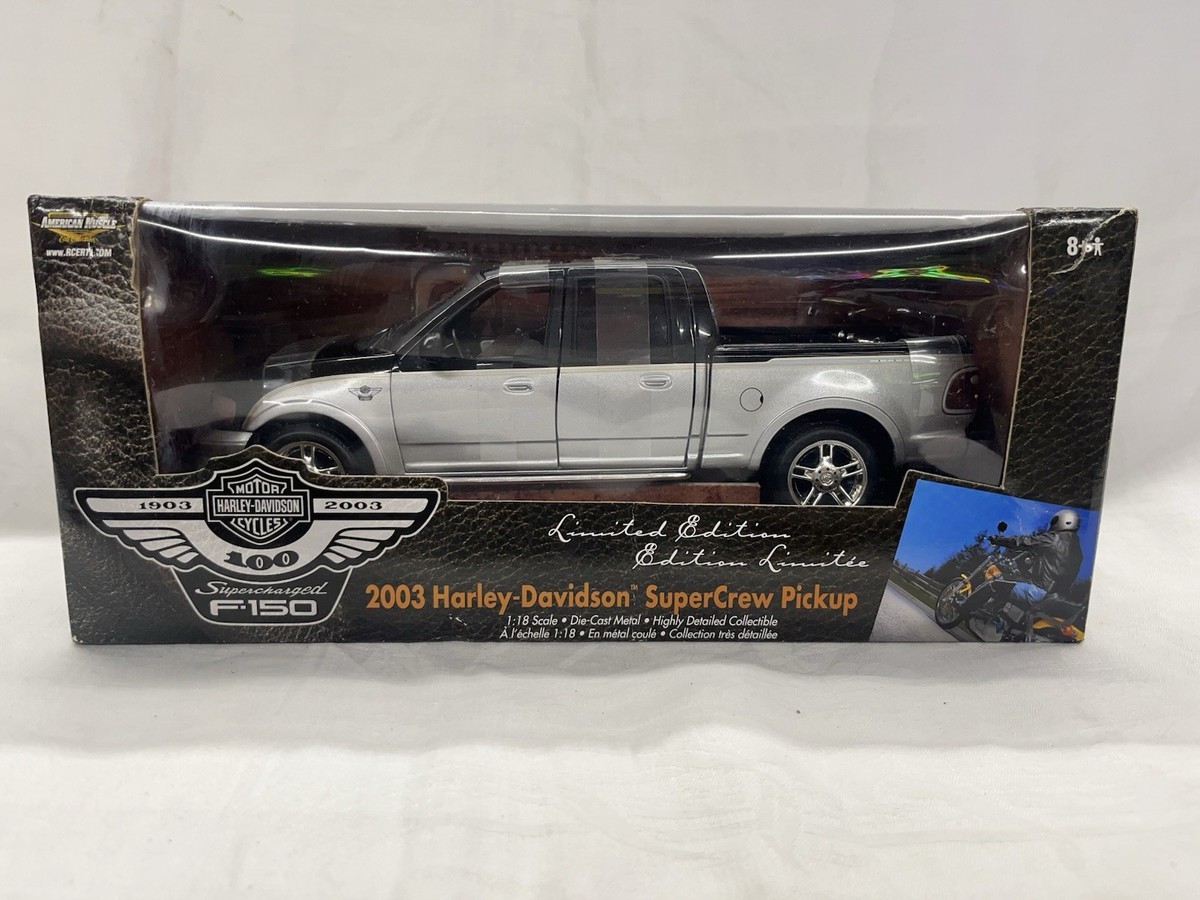 AMERICAN MUSCLE
www.RCERTL.COM
8+
1903 MOTOR HARLEY-DAVIDSON CYCLES 2003
100
Supercharged
F-150
Limited Edition
Edition Limitée
2003 Harley-Davidson™ SuperCrew Pickup
1:18 Scale • Die-Cast Metal • Highly Detailed Collectible
À l'échelle 1:18 • En métal coulé • Collection très détaillée